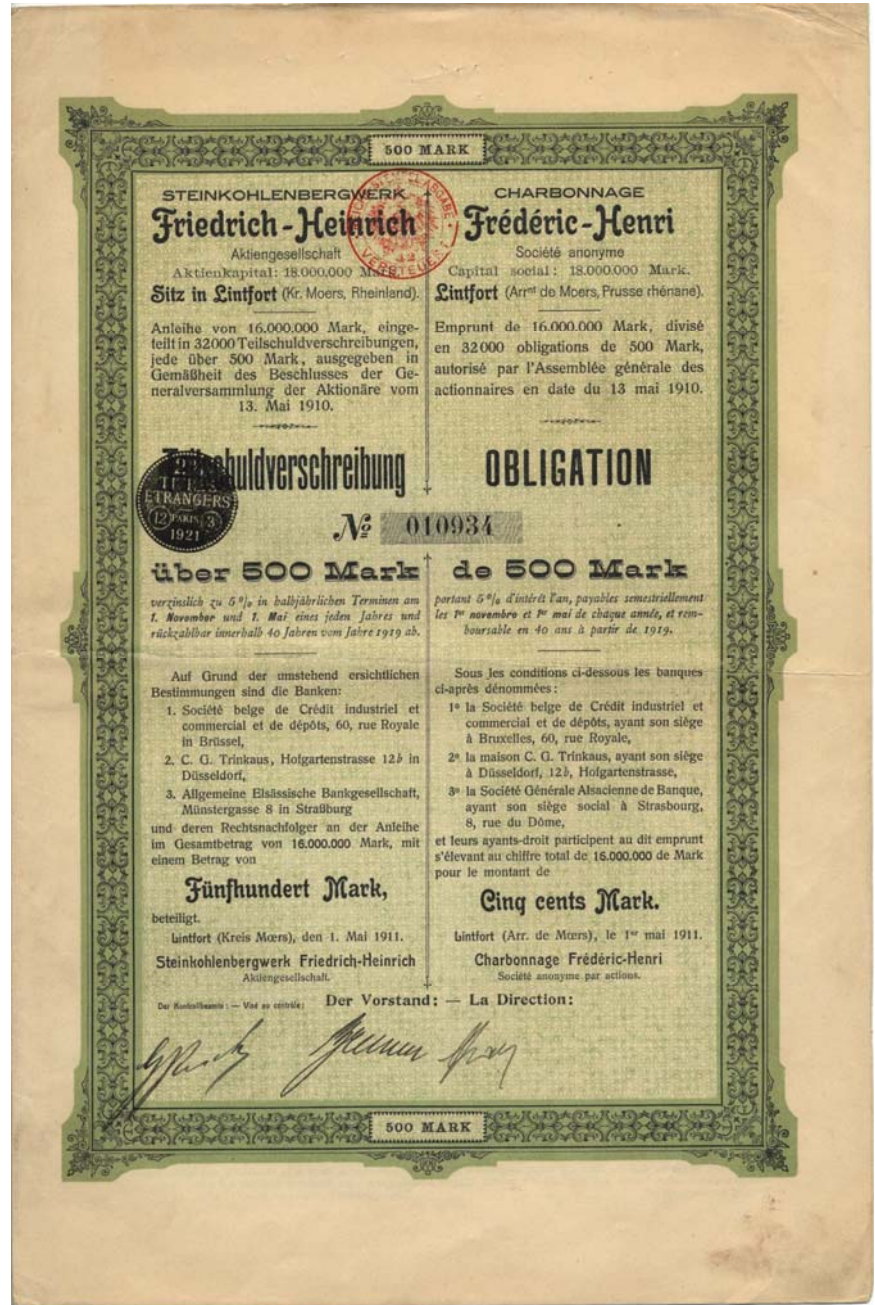 500 MARK
STEINKOHLENBERGWERK
Friedrich-Heinrich
Aktiengesellschaft
Aktienkapital: 18.000.000 Mark.
Sitz in Lintfort (Kr. Moers, Rheinland).
Anleihe von 16.000.000 Mark, einge-
teilt in 32000 Teilschuldverschreibungen,
jede über 500 Mark, ausgegeben in
Gemäßheit des Beschlusses der Ge-
neralversammlung der Aktionäre vom
13. Mai 1910.
Teilschuldverschreibung
CHARBONNAGE
Frédéric-Henri
Société anonyme
Capital social: 18.000.000 Mark.
Lintfort (Arrnt de Moers, Prusse rhénane).
Emprunt de 16.000.000 Mark, divisé
en 32000 obligations de 500 Mark,
autorisé par l'Assemblée générale des
actionnaires en date du 13 mai 1910.
OBLIGATION
VERSTEUERT
42
ETRANGERS
12 PARIS 3
1921
No 010934
über 500 Mark
verzinslich zu 5% in halbjährlichen Terminen am
1. November und 1. Mai eines jeden Jahres und
rückzahlbar innerhalb 40 Jahren vom Jahre 1919 ab.
Auf Grund der umstehend ersichtlichen
Bestimmungen sind die Banken:
1. Société belge de Crédit industriel et
commercial et de dépôts, 60, rue Royale
in Brüssel,
2. C. G. Trinkaus, Hofgartenstrasse 12b in
Düsseldorf,
3. Allgemeine Elsässische Bankgesellschaft,
Münstergasse 8 in Straßburg
und deren Rechtsnachfolger an der Anleihe
im Gesamtbetrag von 16.000.000 Mark, mit
einem Betrag von
Fünfhundert Mark,
beteiligt.
Lintfort (Kreis Mœrs), den 1. Mai 1911.
Steinkohlenbergwerk Friedrich-Heinrich
Aktiengesellschaft.
de 500 Mark
portant 5% d'intérêt l'an, payables semestriellement
les 1er novembre et 1er mai de chaque année, et rem-
boursable en 40 ans à partir de 1919.
Sous les conditions ci-dessous les banques
ci-après dénommées:
1º la Société belge de Crédit industriel et
commercial et de dépôts, ayant son siège
à Bruxelles, 60, rue Royale,
2º la maison C. G. Trinkaus, ayant son siège
à Düsseldorf, 12b, Hofgartenstrasse,
3º la Société Générale Alsacienne de Banque,
ayant son siège social à Strasbourg,
8, rue du Dôme,
et leurs ayants-droit participent au dit emprunt
s'élevant au chiffre total de 16.000.000 de Mark
pour le montant de
Cinq cents Mark.
Lintfort (Arr. de Mœrs), le 1er mai 1911.
Charbonnage Frédéric-Henri
Société anonyme par actions.
Der Kontrollbeamte: — Visé au contrôle:
Der Vorstand: — La Direction:
500 MARK